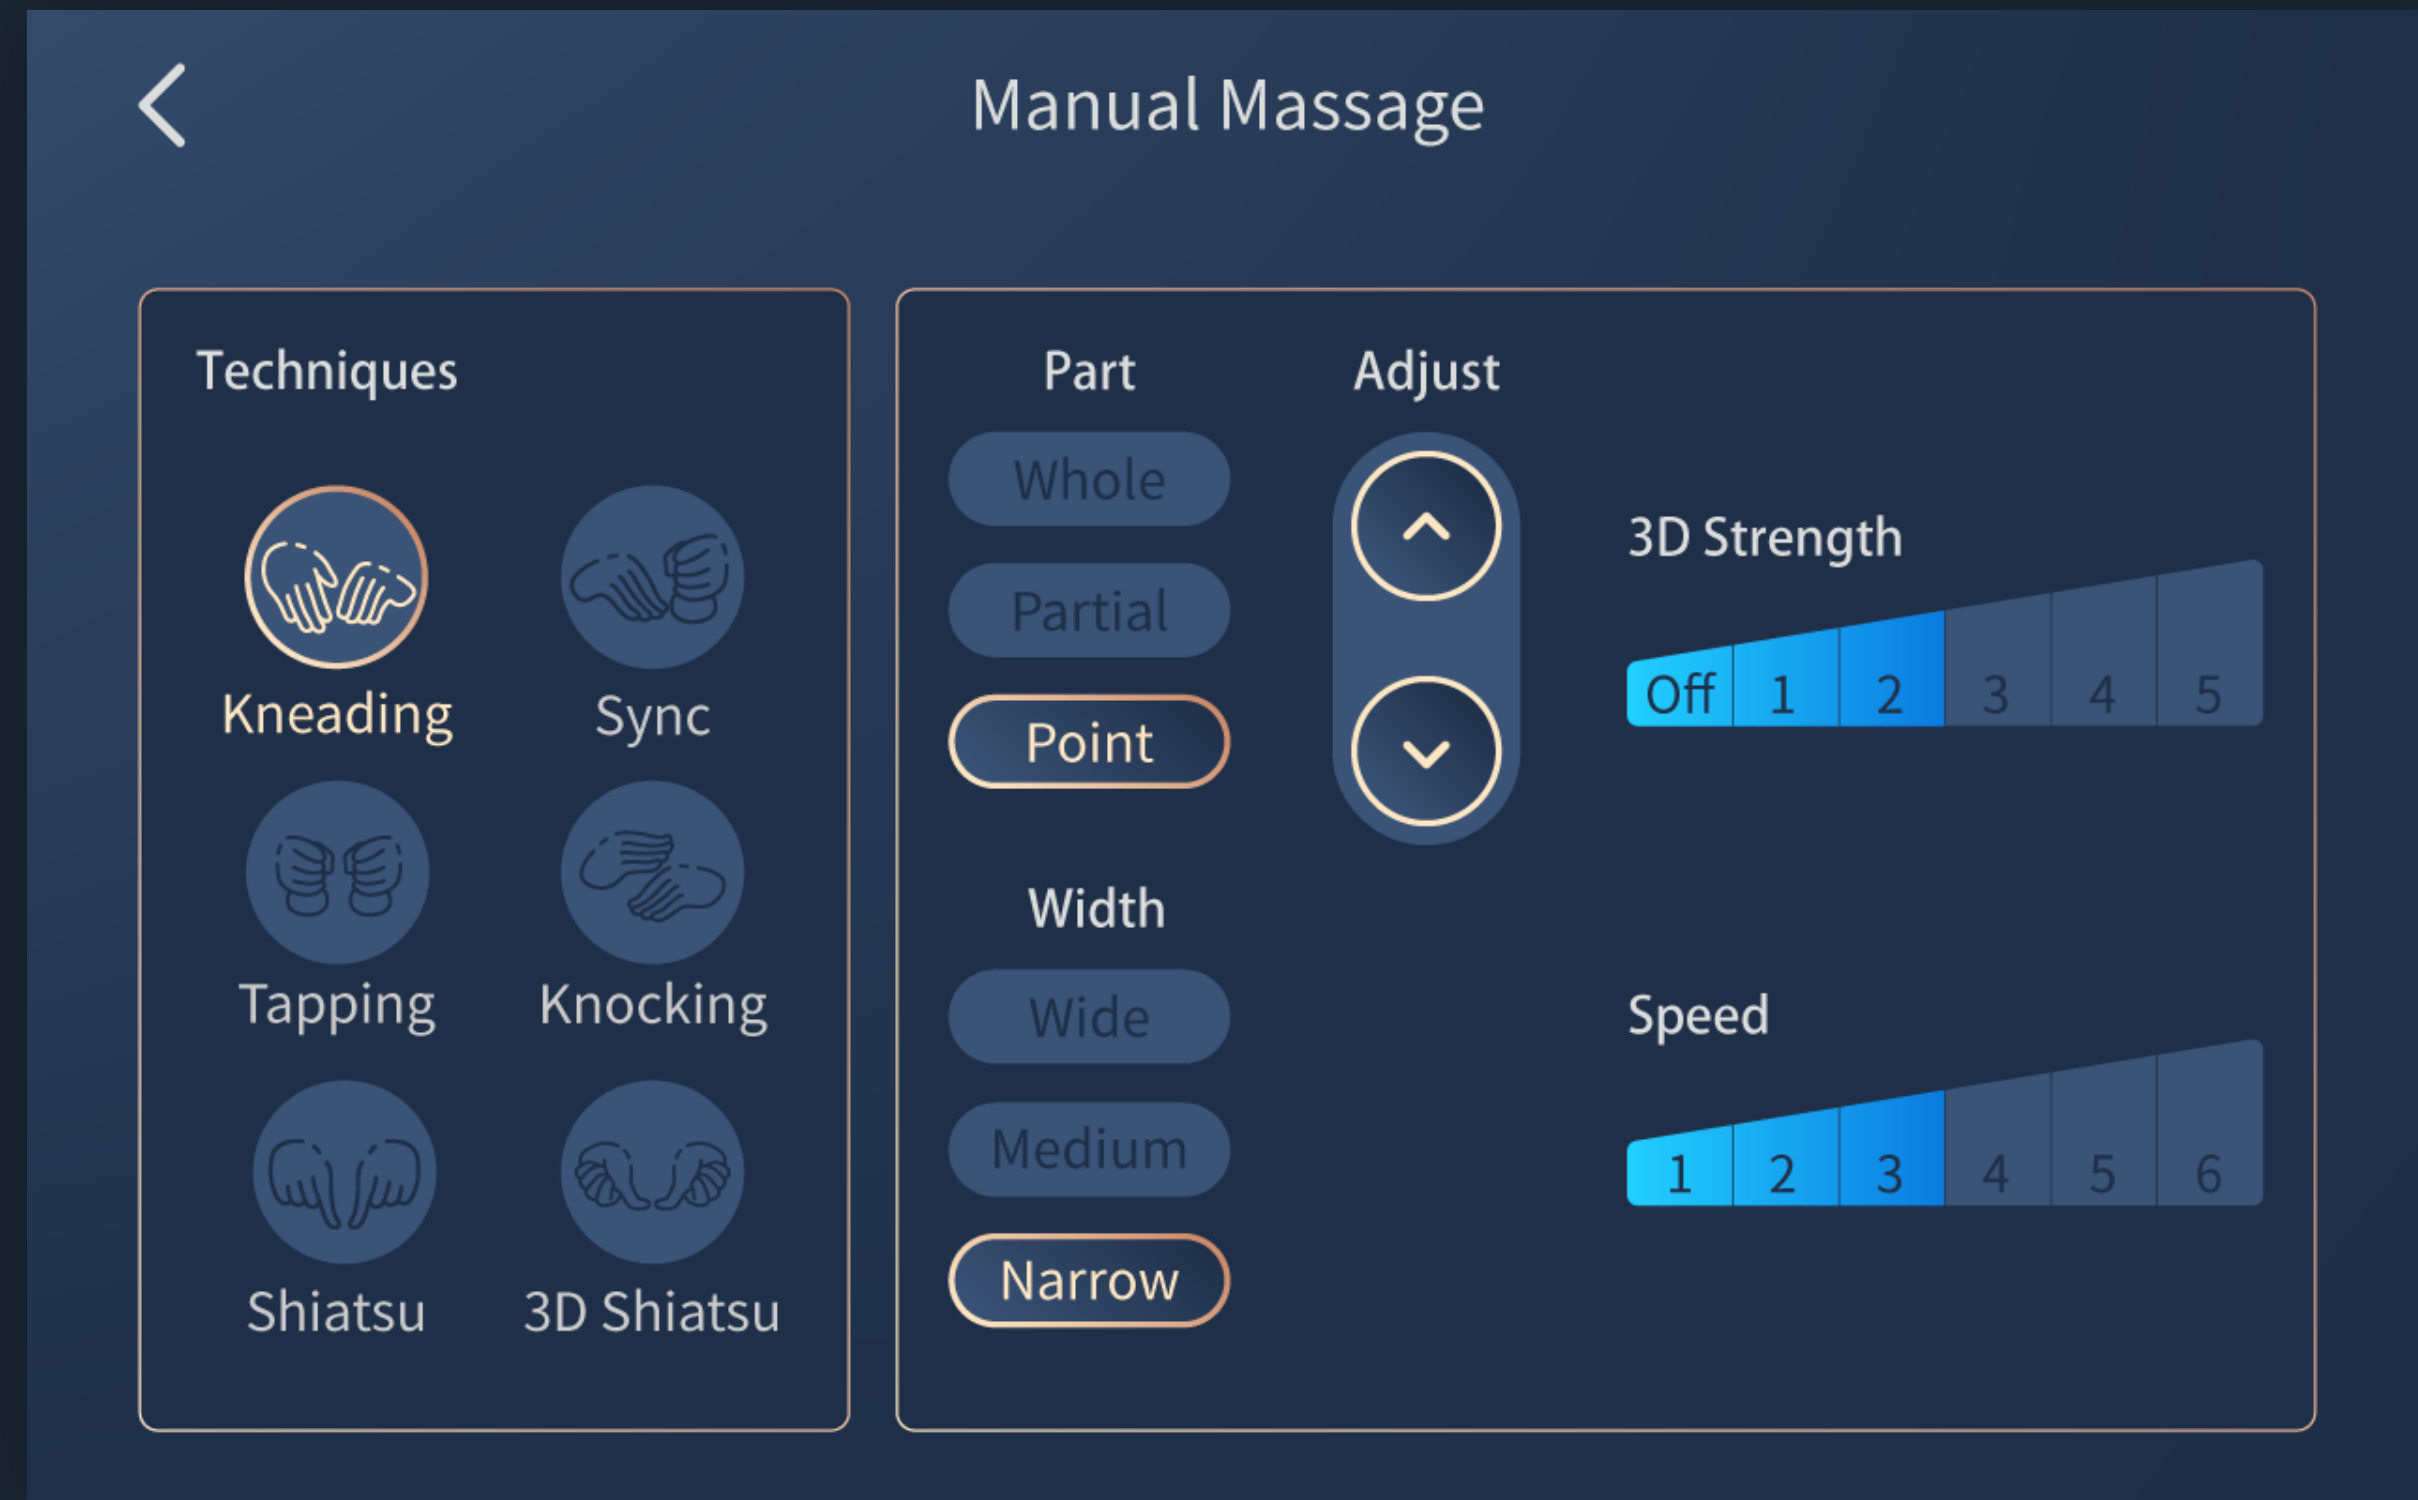 Manual Massage
Techniques
Kneading
Sync
Tapping
Knocking
Shiatsu
3D Shiatsu
Part
Whole
Partial
Point
Width
Wide
Medium
Narrow
Adjust
3D Strength
Off 1 2 3 4 5
Speed
1 2 3 4 5 6